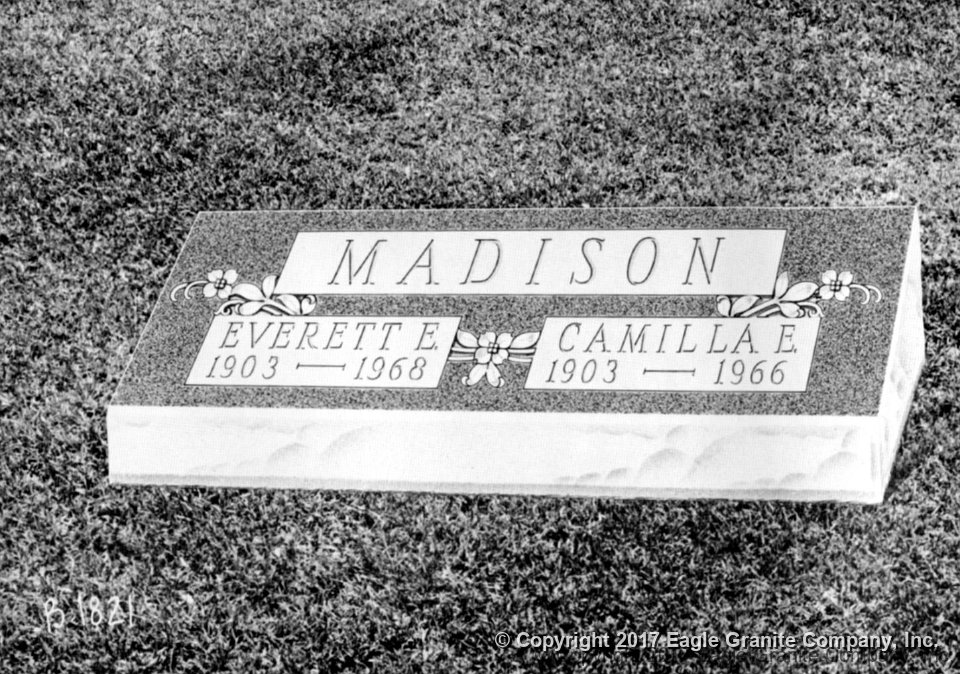 MADISON
EVERETT E. CAMILLA E.
1903 — 1968 1903 — 1966
B 1821
© Copyright 2017 Eagle Granite Company, Inc.